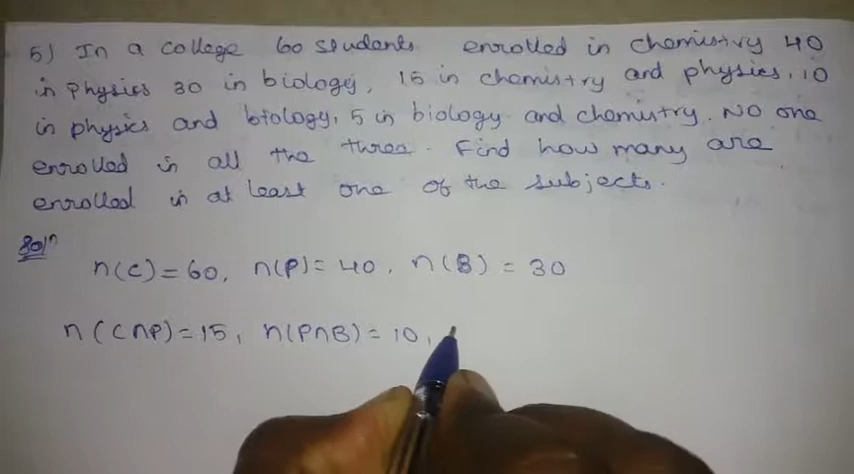 5) In a college 60 students enrolled in chemistry 40
in physics 30 in biology, 15 in chemistry and physics, 10
in physics and biology, 5 in biology and chemistry. No one
enrolled in all the three. Find how many are
enrolled in at least one of the subjects.
Soln
n(C) = 60, n(P) = 40, n(B) = 30
n(C∩P) = 15, n(P∩B) = 10,